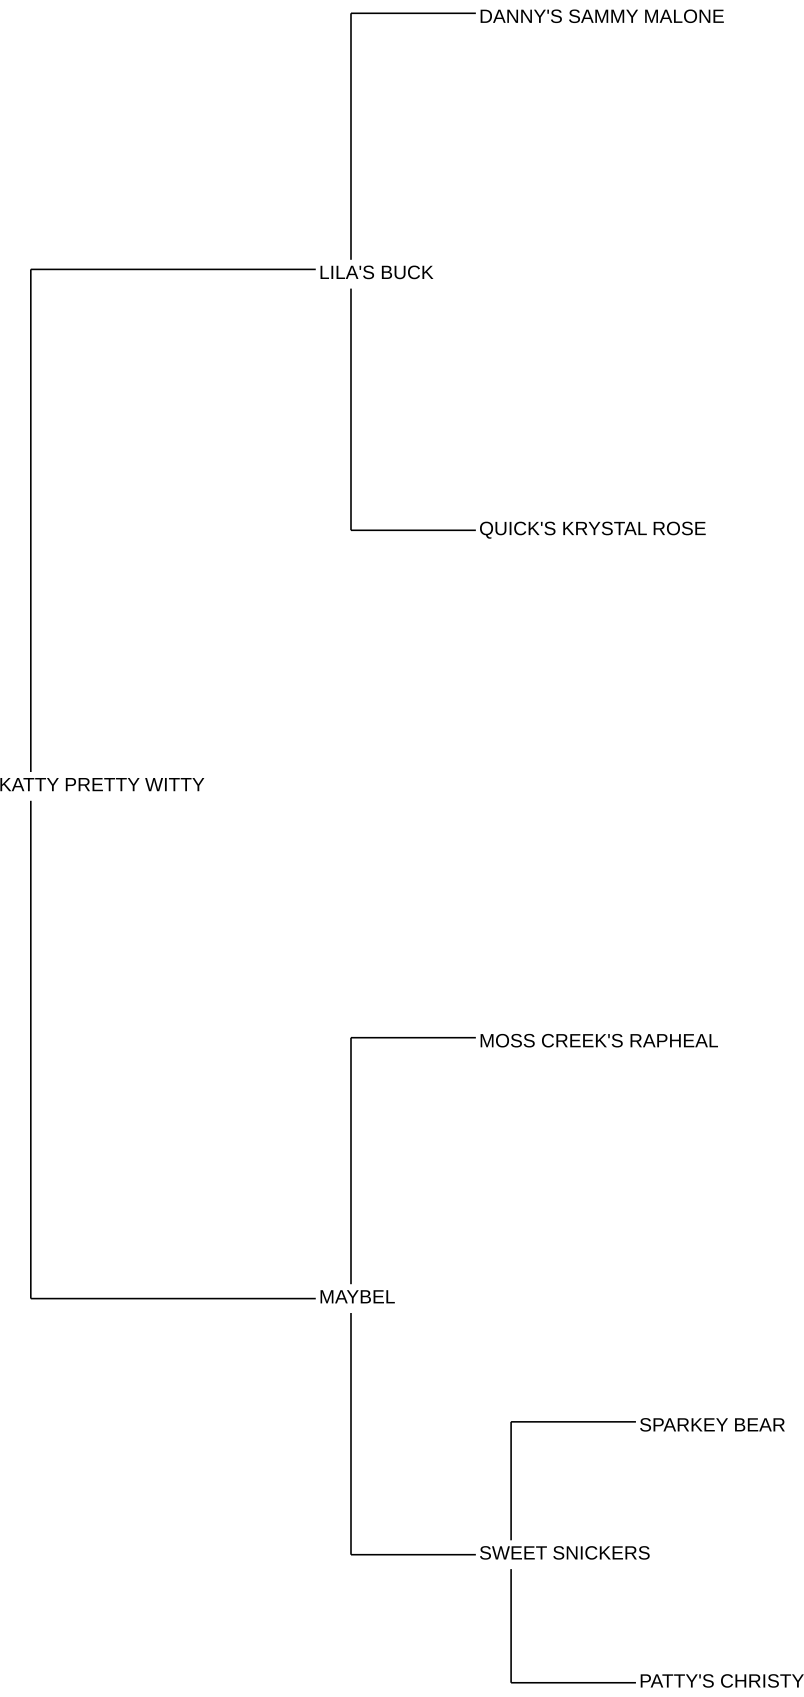 DANNY'S SAMMY MALONE
LILA'S BUCK
QUICK'S KRYSTAL ROSE
KATTY PRETTY WITTY
MOSS CREEK'S RAPHEAL
MAYBEL
SPARKEY BEAR
SWEET SNICKERS
PATTY'S CHRISTY